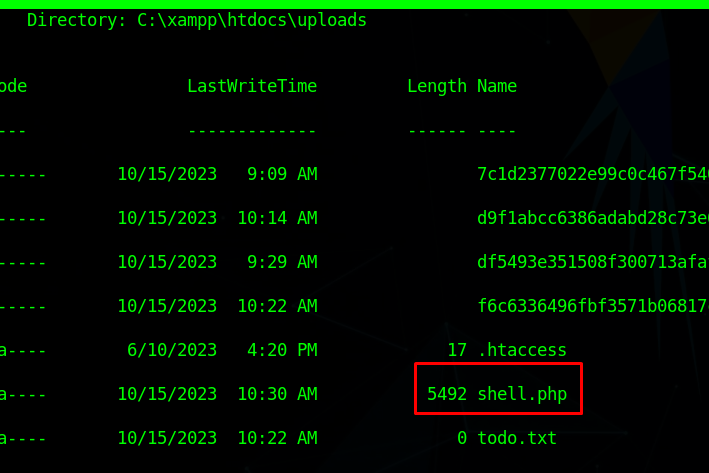 Directory: C:\xampp\htdocs\uploads
ode LastWriteTime Length Name
--- ------------- ------ ----
----- 10/15/2023 9:09 AM 7c1d2377022e99c0c467f54
----- 10/15/2023 10:14 AM d9f1abcc6386adabd28c73e
----- 10/15/2023 9:29 AM df5493e351508f300713afa
----- 10/15/2023 10:22 AM f6c6336496fbf3571b06817
a---- 6/10/2023 4:20 PM 17 .htaccess
a---- 10/15/2023 10:30 AM 5492 shell.php
a---- 10/15/2023 10:22 AM 0 todo.txt